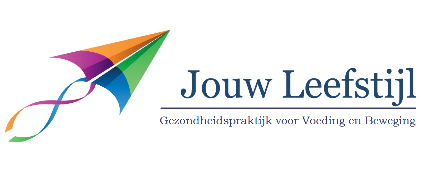 Jouw Leefstijl
Gezondheidspraktijk voor Voeding en Beweging